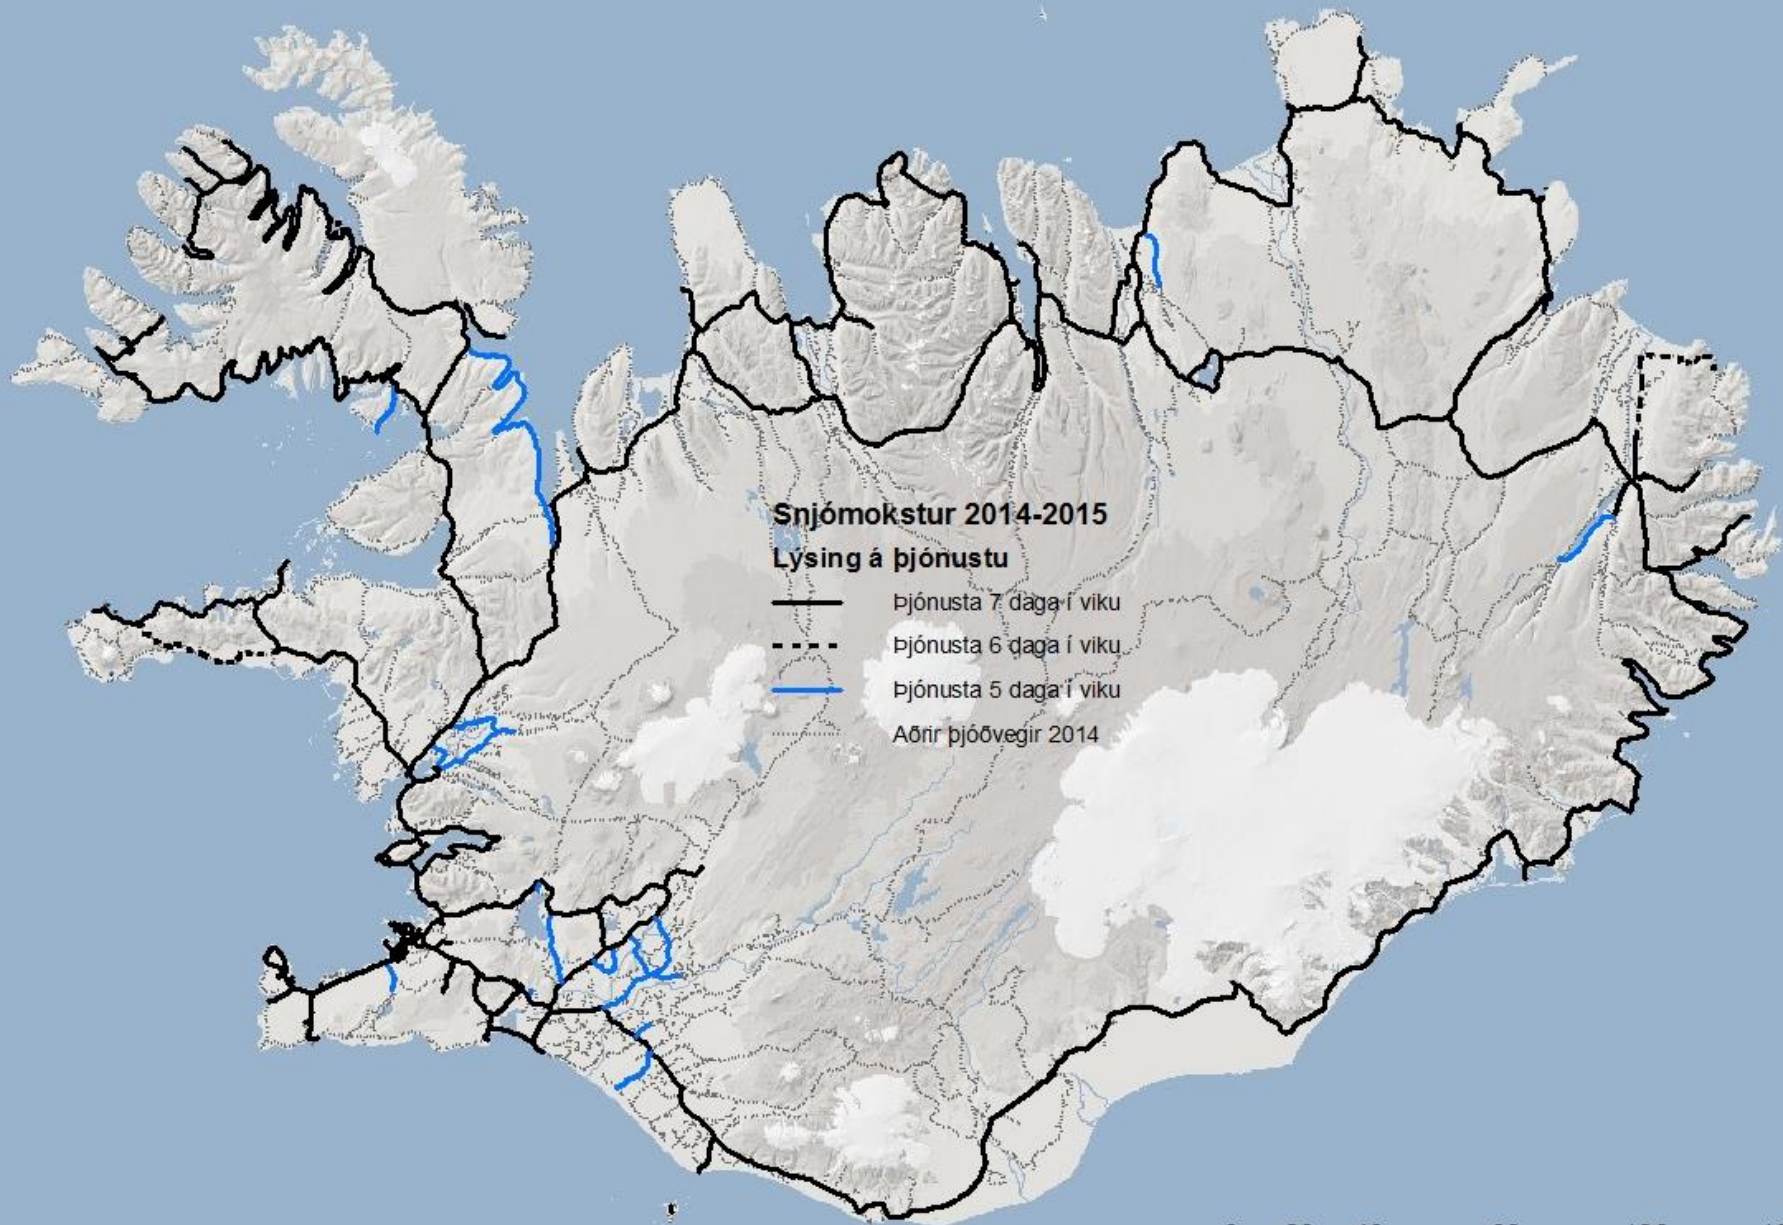 Snjómokstur 2014-2015
Lýsing á þjónustu
Þjónusta 7 daga í viku
Þjónusta 6 daga í viku
Þjónusta 5 daga í viku
Aðrir þjóðvegir 2014